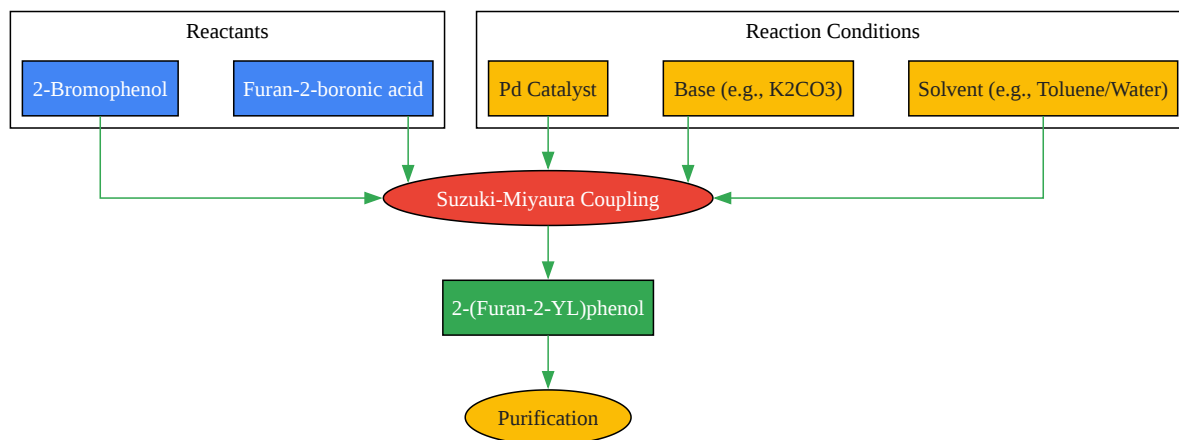 Reactants
Reaction Conditions
2-Bromophenol
Furan-2-boronic acid
Pd Catalyst
Base (e.g., K2CO3)
Solvent (e.g., Toluene/Water)
Suzuki-Miyaura Coupling
2-(Furan-2-YL)phenol
Purification